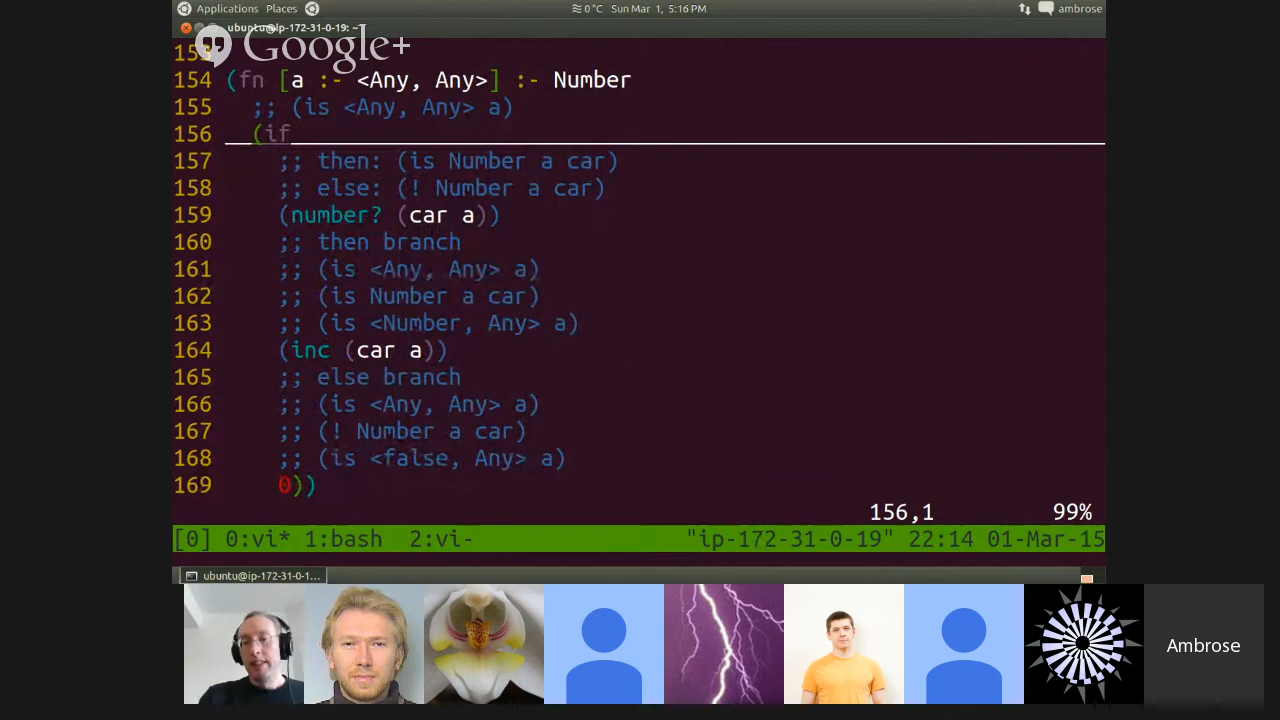 Applications Places ≋ 0 °C Sun Mar 1, 5:16 PM ambrose
ubuntu@ip-172-31-0-19: ~
Google+
153
154 (fn [a :- <Any, Any>] :- Number
155 ;; (is <Any, Any> a)
156 (if
157 ;; then: (is Number a car)
158 ;; else: (! Number a car)
159 (number? (car a))
160 ;; then branch
161 ;; (is <Any, Any> a)
162 ;; (is Number a car)
163 ;; (is <Number, Any> a)
164 (inc (car a))
165 ;; else branch
166 ;; (is <Any, Any> a)
167 ;; (! Number a car)
168 ;; (is <false, Any> a)
169 0))
156,1 99%
[0] 0:vi* 1:bash 2:vi- "ip-172-31-0-19" 22:14 01-Mar-15
ubuntu@ip-172-31-0-1...
Ambrose